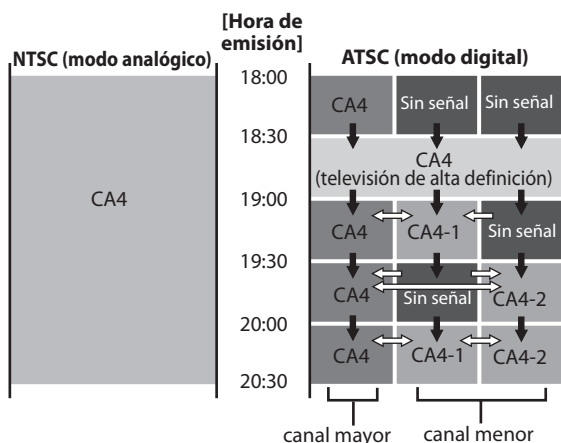 [Hora de
emisión]
NTSC (modo analógico)
ATSC (modo digital)
18:00
CA4
Sin señal
Sin señal
18:30
CA4
(televisión de alta definición)
CA4
19:00
CA4
CA4-1
Sin señal
19:30
CA4
Sin señal
CA4-2
20:00
CA4
CA4-1
CA4-2
20:30
canal mayor
canal menor